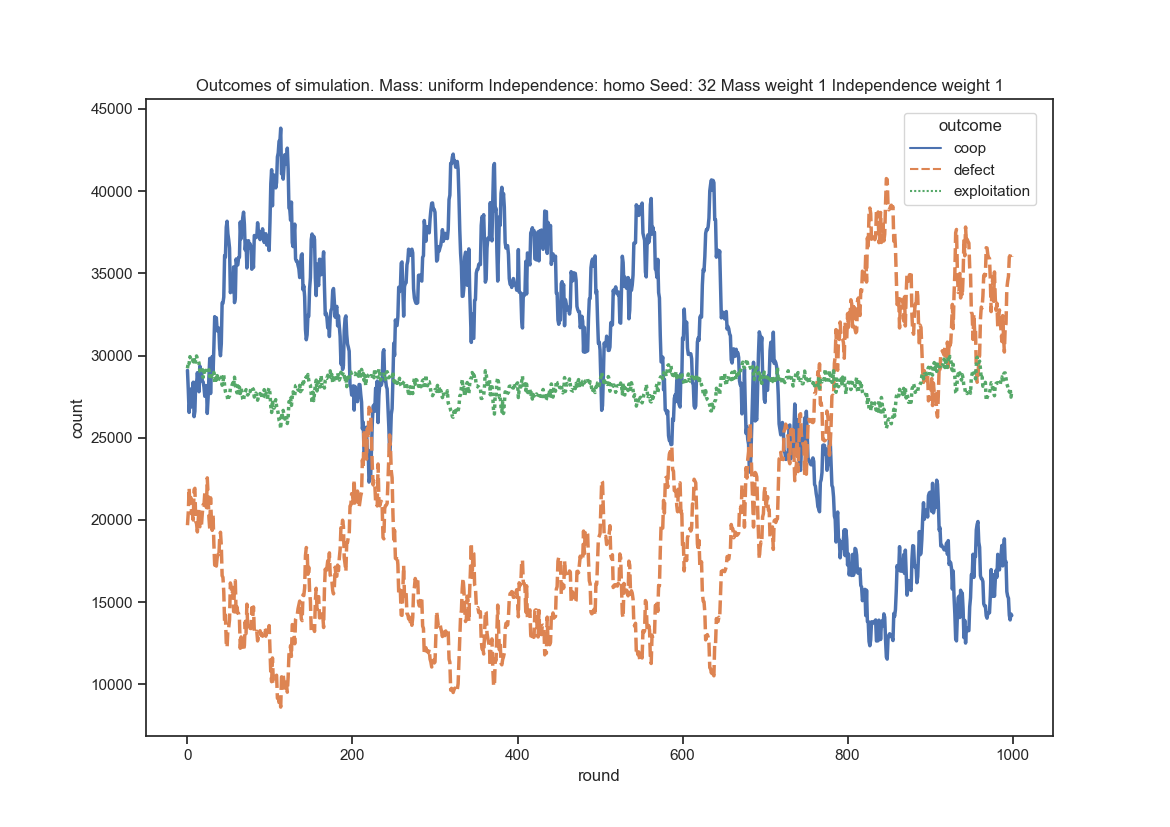 Outcomes of simulation. Mass: uniform Independence: homo Seed: 32 Mass weight 1 Independence weight 1
45000
40000
35000
30000
25000
20000
15000
10000
count
outcome
coop
defect
exploitation
0
200
400
600
800
1000
round